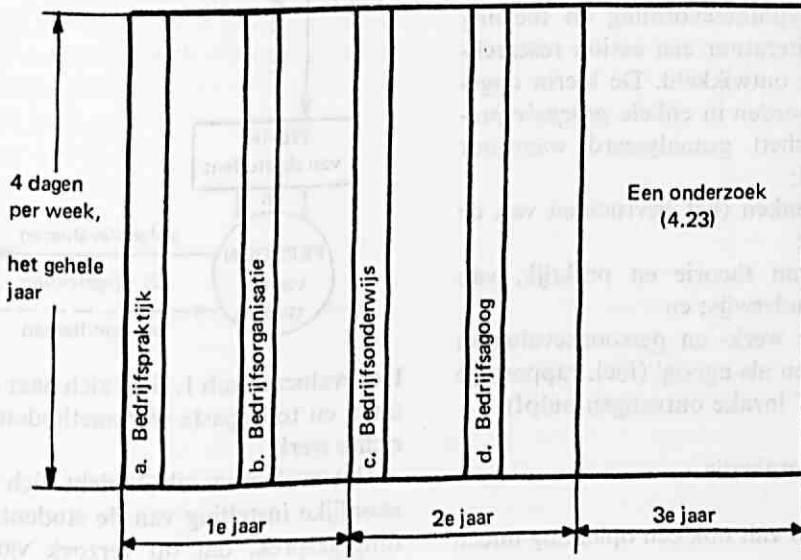 4 dagen
per week,
het gehele
jaar
a. Bedrijfspraktijk
b. Bedrijfsorganisatie
c. Bedrijfsonderwijs
d. Bedrijfsagoog
Een onderzoek
(4.23)
1e jaar
2e jaar
3e jaar